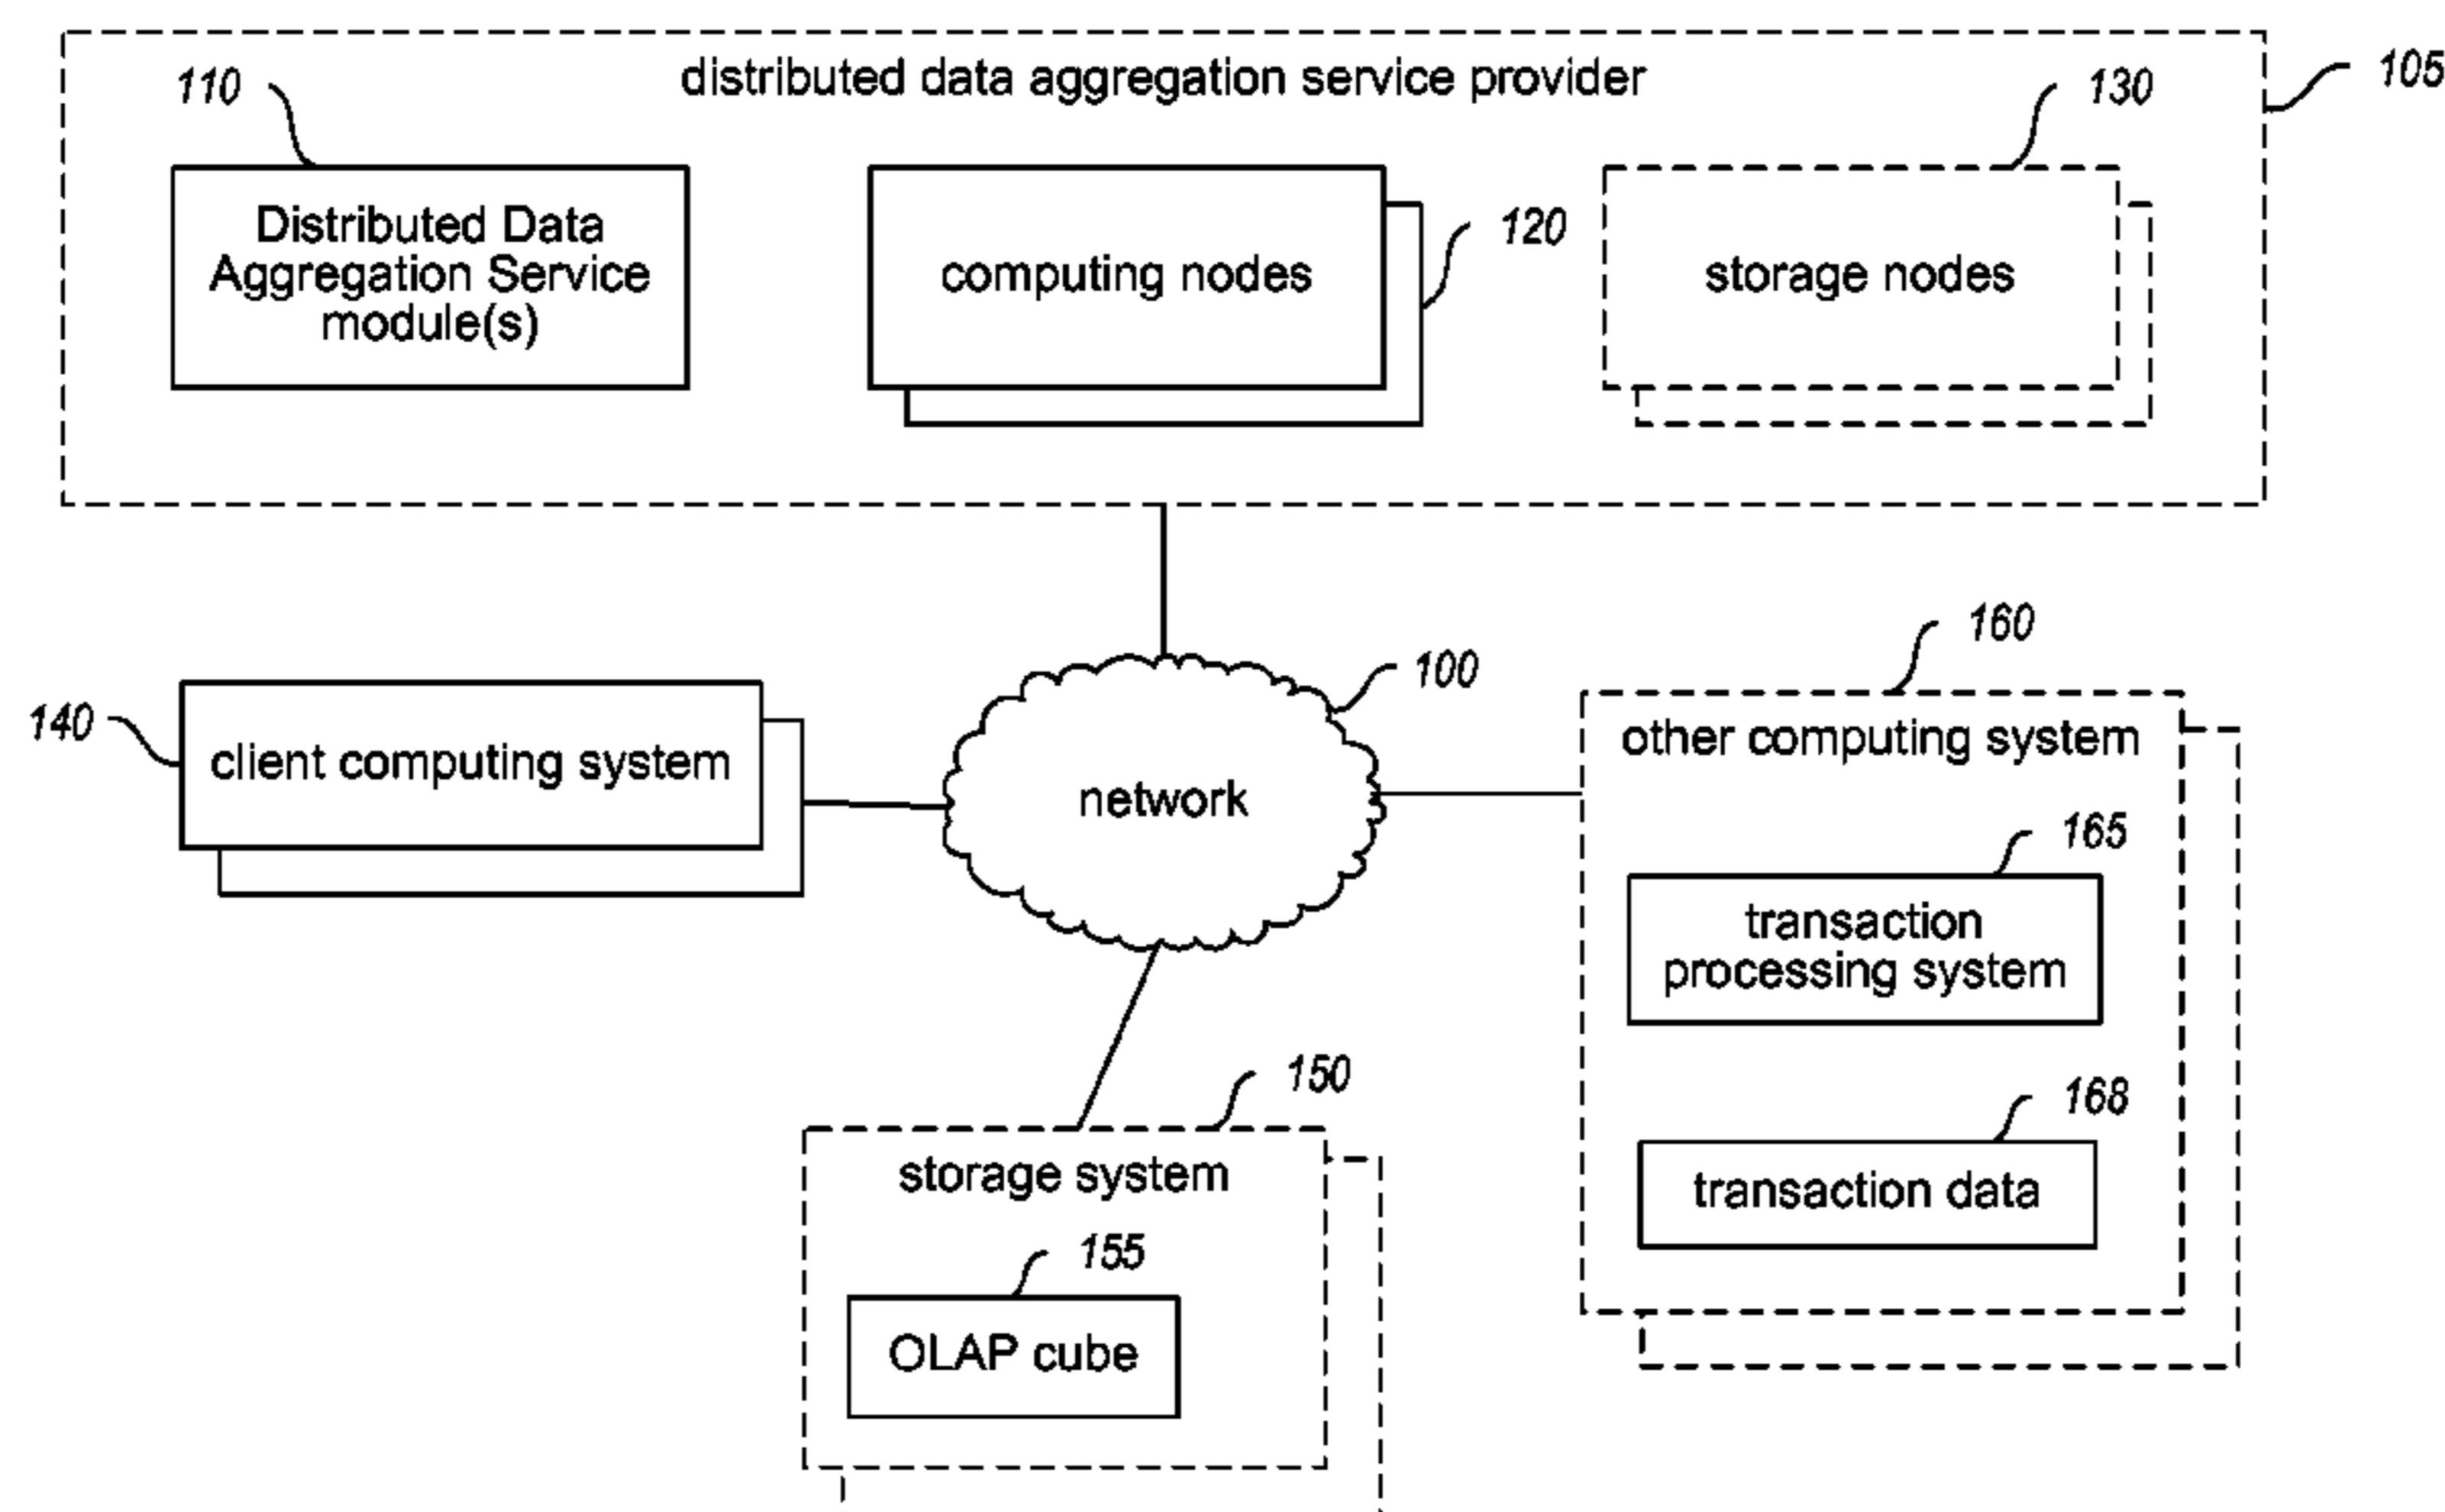 distributed data aggregation service provider
105
110
130
Distributed Data
Aggregation Service
module(s)
computing nodes
120
storage nodes
160
100
140
client computing system
network
other computing system
165
transaction
processing system
150
168
storage system
transaction data
155
OLAP cube